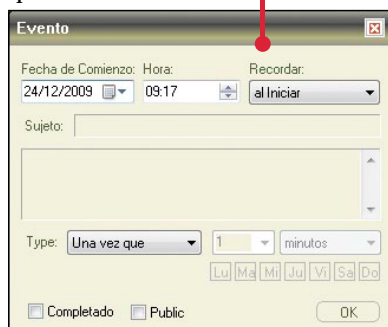 Evento
Fecha de Comienzo: Hora: Recordar:
24/12/2009 09:17 al Iniciar
Sujeto:
Type: Una vez que 1 minutos
Lu Ma Mi Ju Vi Sa Do
Completado Public OK